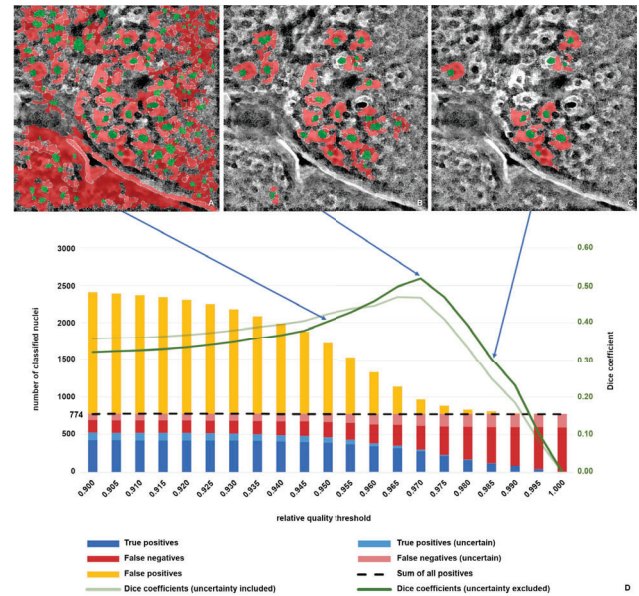 A
B
C
3000
2500
2000
1500
1000
774
500
0
number of classified nuclei
0.60
0.50
0.40
0.30
0.20
0.10
0.00
Dice coefficient
0.900 0.905 0.910 0.915 0.920 0.925 0.930 0.935 0.940 0.945 0.950 0.955 0.960 0.965 0.970 0.975 0.980 0.985 0.990 0.995 1.000
relative quality threshold
True positives
True positives (uncertain)
False negatives
False negatives (uncertain)
False positives
Sum of all positives
Dice coefficients (uncertainty included)
Dice coefficients (uncertainty excluded)
D